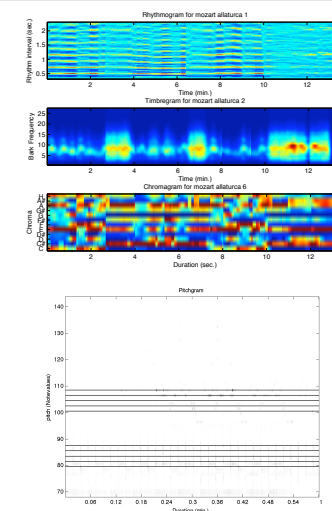 Rhythmogram for mozart allaturca 1
Rhythm interval (sec.)
2
1.5
1
0.5
2 4 6 8 10 12
Time (min.)
Timbregram for mozart allaturca 2
Bark Frequency
25
20
15
10
5
2 4 6 8 10 12
Time (min.)
Chromagram for mozart allaturca 6
Chroma
2 4 6 8 10 12
Duration (sec.)
Pitchgram
pitch (Notevalues)
140
130
120
110
100
90
80
70
0.06 0.12 0.18 0.24 0.3 0.36 0.42 0.48 0.54 1
Duration (min.)